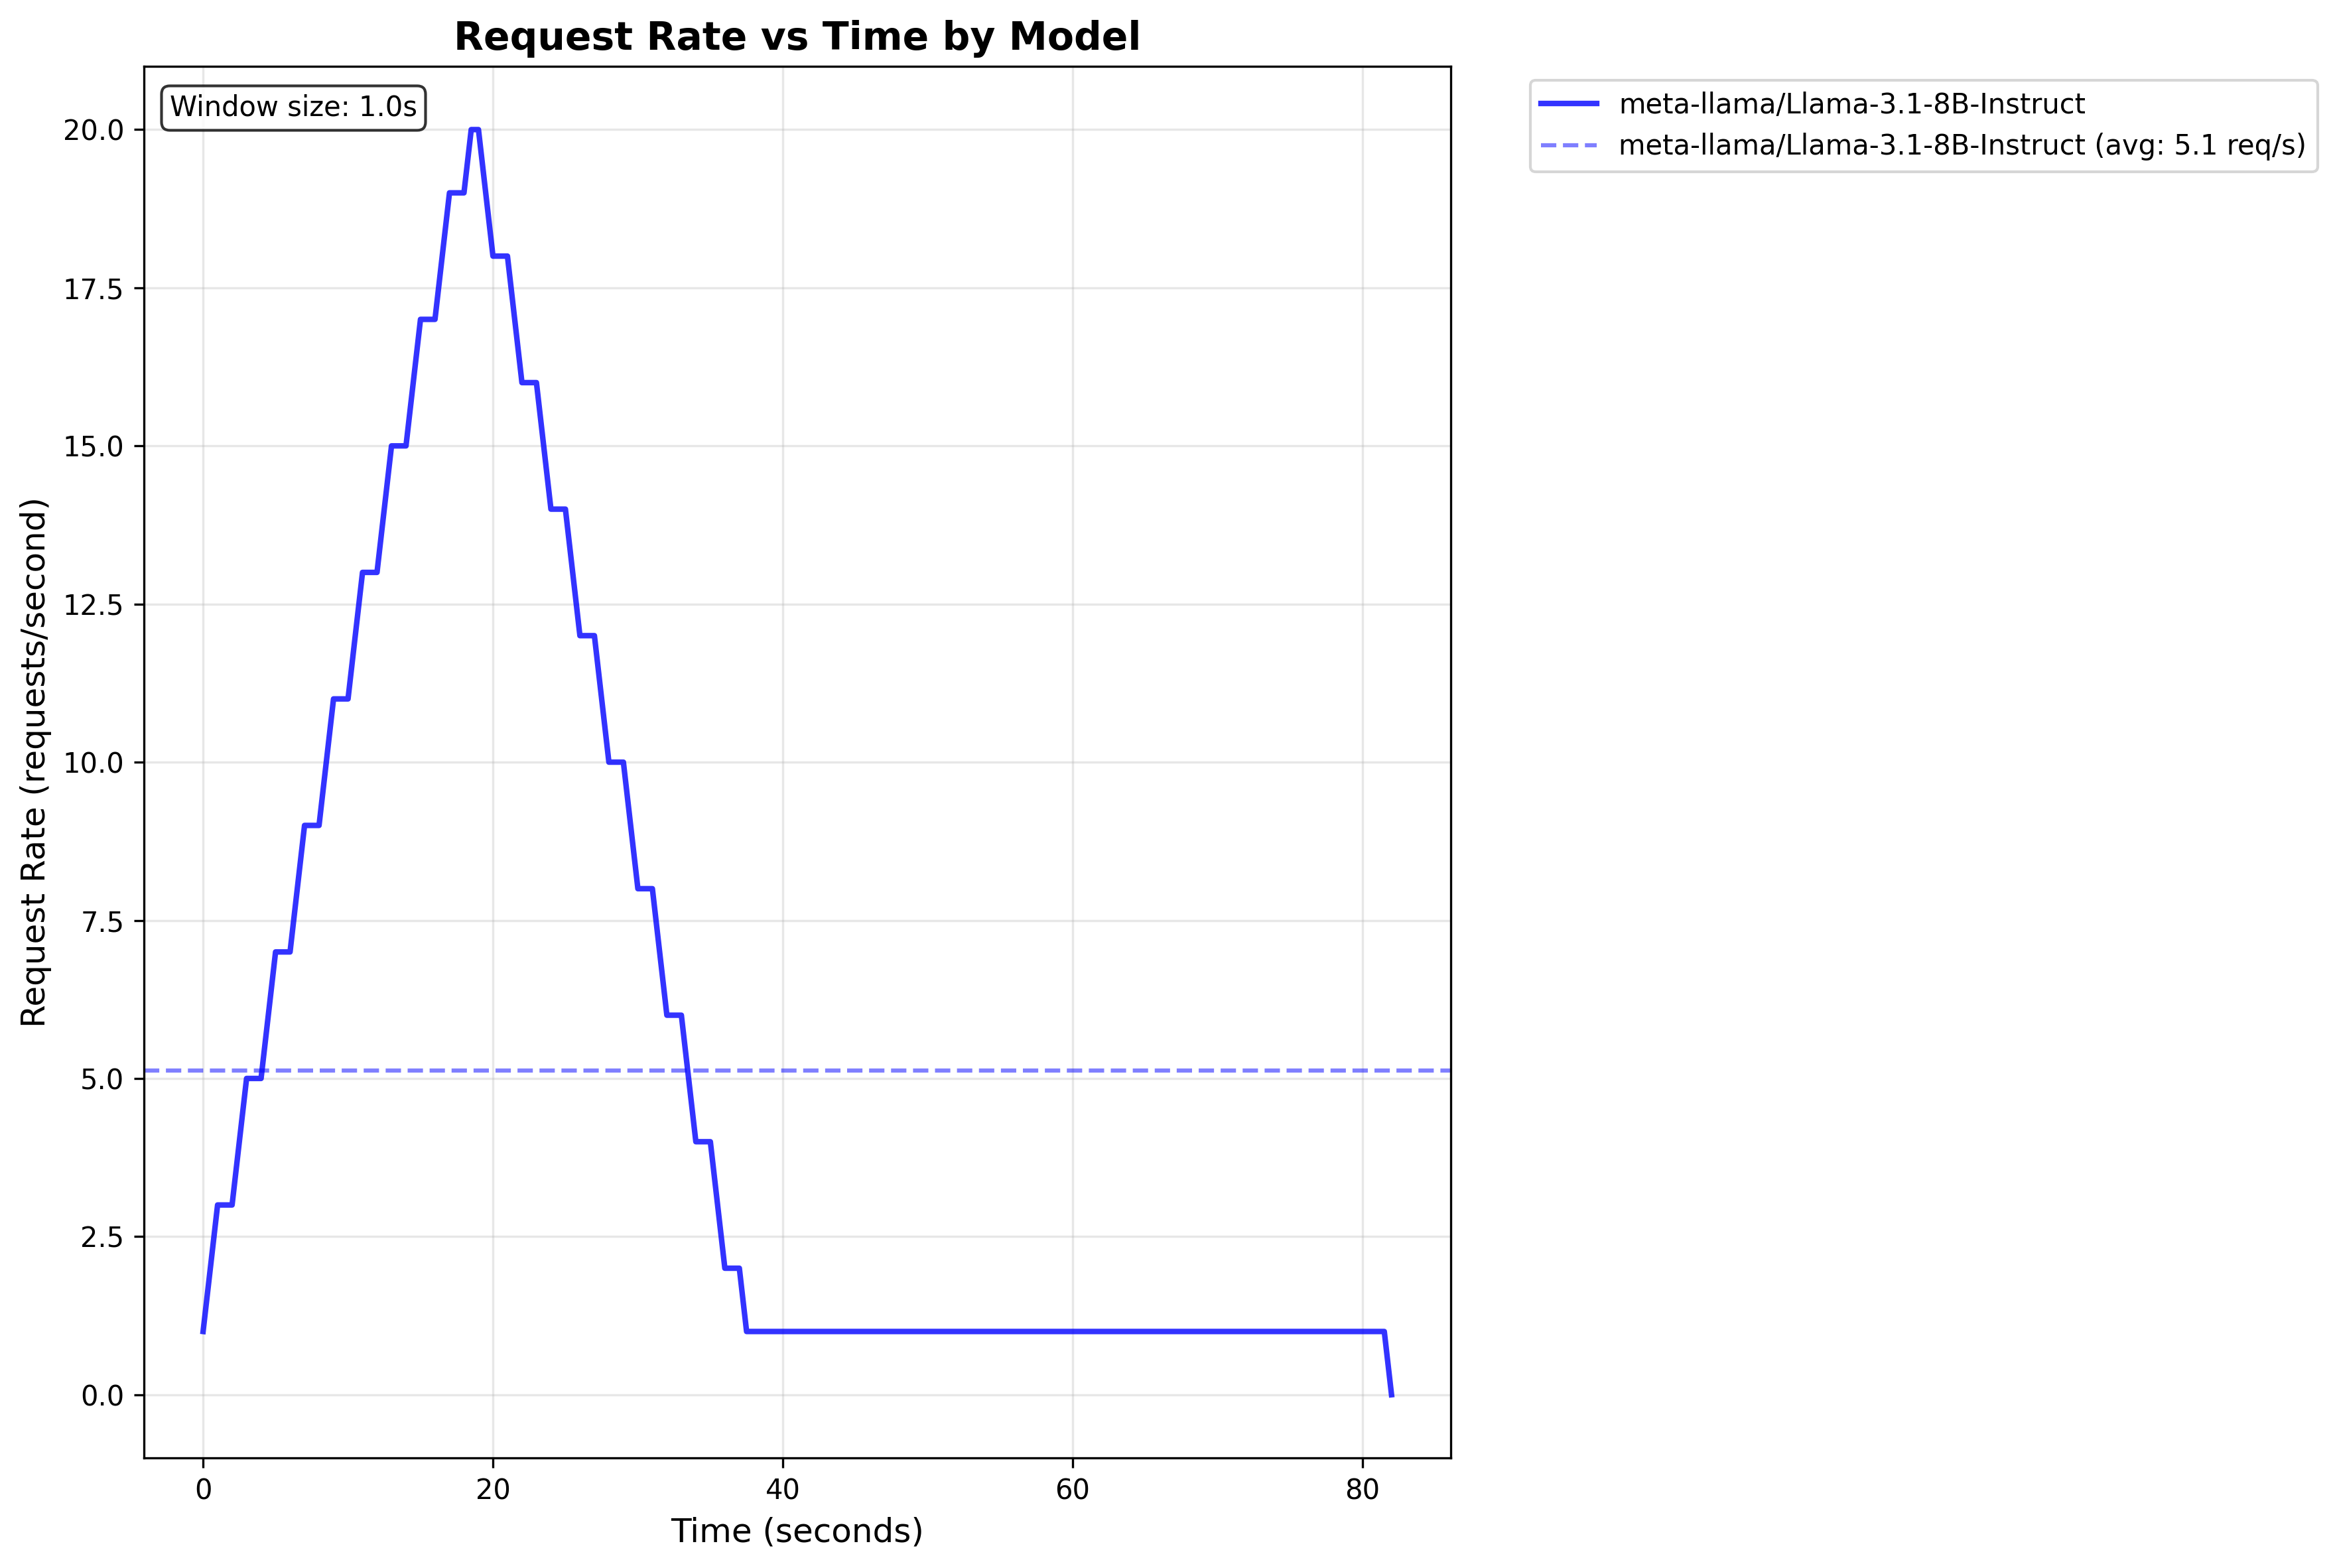 Request Rate vs Time by Model
Window size: 1.0s
meta-llama/Llama-3.1-8B-Instruct
meta-llama/Llama-3.1-8B-Instruct (avg: 5.1 req/s)
Request Rate (requests/second)
20.0
17.5
15.0
12.5
10.0
7.5
5.0
2.5
0.0
0
20
40
60
80
Time (seconds)